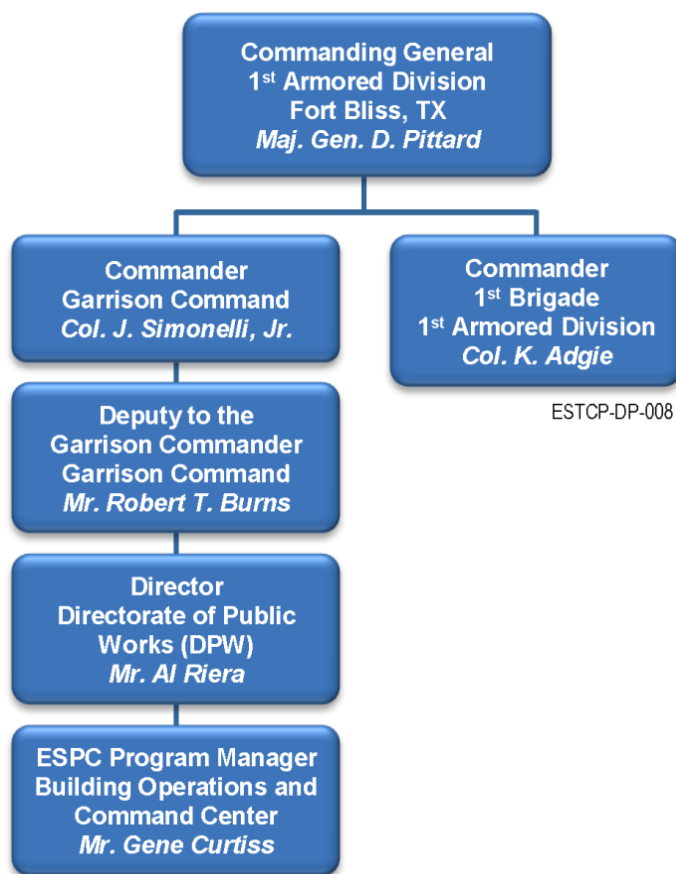 Commanding General
1st Armored Division
Fort Bliss, TX
Maj. Gen. D. Pittard
Commander
Garrison Command
Col. J. Simonelli, Jr.
Commander
1st Brigade
1st Armored Division
Col. K. Adgie
ESTCP-DP-008
Deputy to the
Garrison Commander
Garrison Command
Mr. Robert T. Burns
Director
Directorate of Public
Works (DPW)
Mr. Al Riera
ESPC Program Manager
Building Operations and
Command Center
Mr. Gene Curtiss